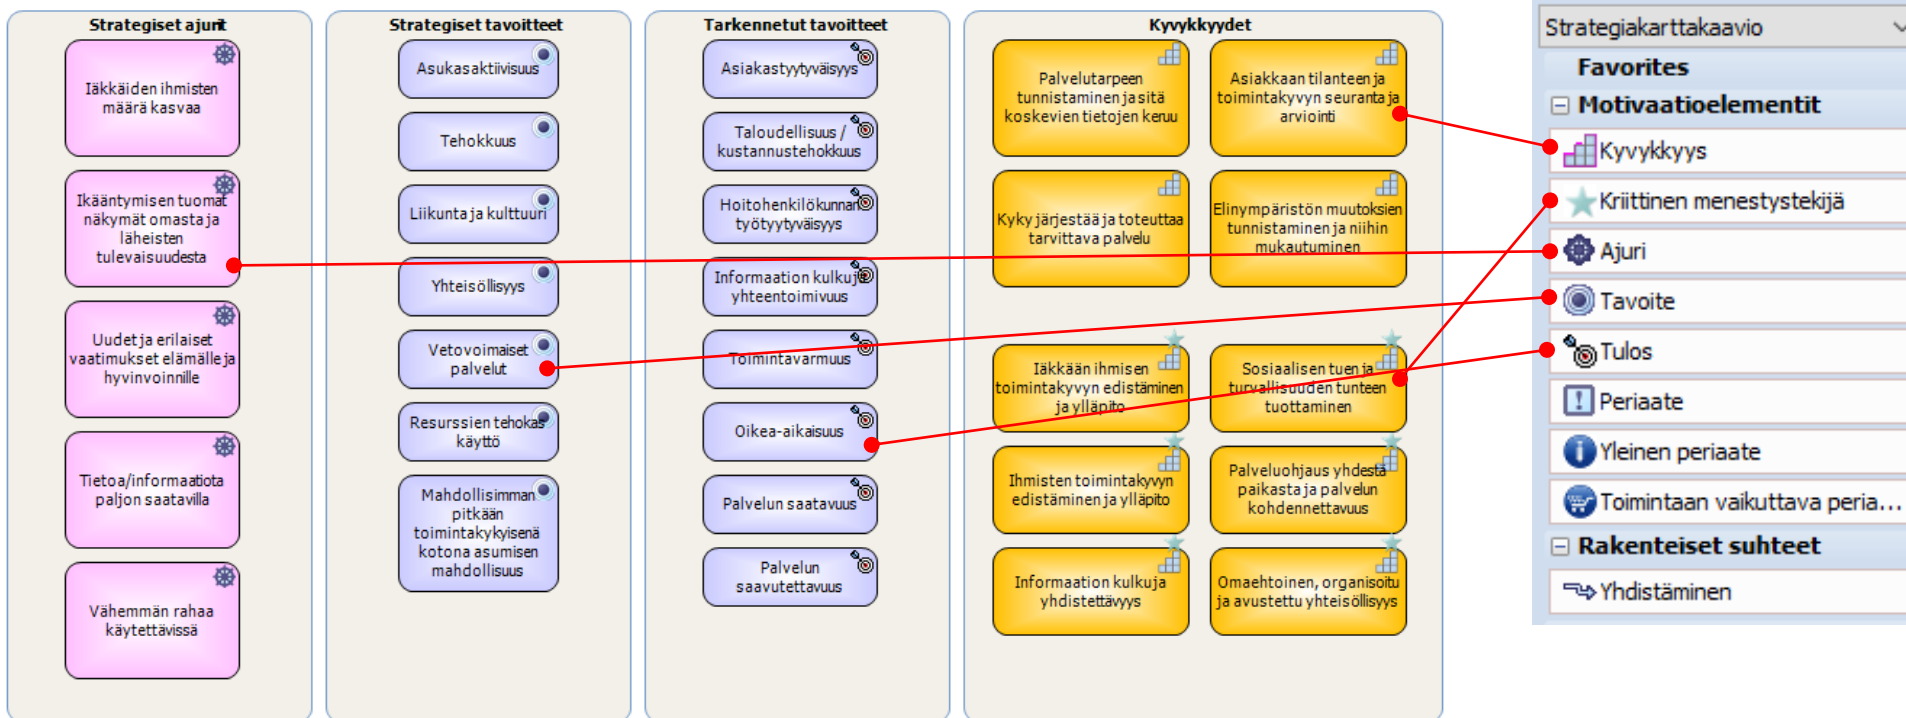 Strategiset ajurit
Iäkkäiden ihmisten
määrä kasvaa
Ikääntymisen tuomat
näkymät omasta ja
läheisten
tulevaisuudesta
Uudet ja erilaiset
vaatimukset elämälle ja
hyvinvoinnille
Tietoa/informaatiota
paljon saatavilla
Vähemmän rahaa
käytettävissä
Strategiset tavoitteet
Asukasaktiivisuus
Tehokkuus
Liikunta ja kulttuuri
Yhteisöllisyys
Vetovoimaiset
palvelut
Resurssien tehokas
käyttö
Mahdollisimman
pitkään
toimintakykyisenä
kotona asumisen
mahdollisuus
Tarkennetut tavoitteet
Asiakastyytyväisyys
Taloudellisuus /
kustannustehokkuus
Hoitohenkilökunnan
työtyytyväisyys
Informaation kulku ja
yhteentoimivuus
Toimintavarmuus
Oikea-aikaisuus
Palvelun saatavuus
Palvelun
saavutettavuus
Kyvykkyydet
Palvelutarpeen
tunnistaminen ja sitä
koskevien tietojen keruu
Asiakkaan tilanteen ja
toimintakyvyn seuranta ja
arviointi
Kyky järjestää ja toteuttaa
tarvittava palvelu
Elinympäristön muutoksien
tunnistaminen ja niihin
mukautuminen
Iäkkään ihmisen
toimintakyvyn edistäminen
ja ylläpito
Sosiaalisen tuen ja
turvallisuuden tunteen
tuottaminen
Ihmisten toimintakyvyn
edistäminen ja ylläpito
Palveluohjaus yhdestä
paikasta ja palvelun
kohdennettavuus
Informaation kulku ja
yhdistettävyys
Omaehtoinen, organisoitu
ja avustettu yhteisöllisyys
Strategiakarttakaavio
Favorites
Motivaatioelementit
Kyvykkyys
Kriittinen menestystekijä
Ajuri
Tavoite
Tulos
Periaate
Yleinen periaate
Toimintaan vaikuttava peria...
Rakenteiset suhteet
Yhdistäminen